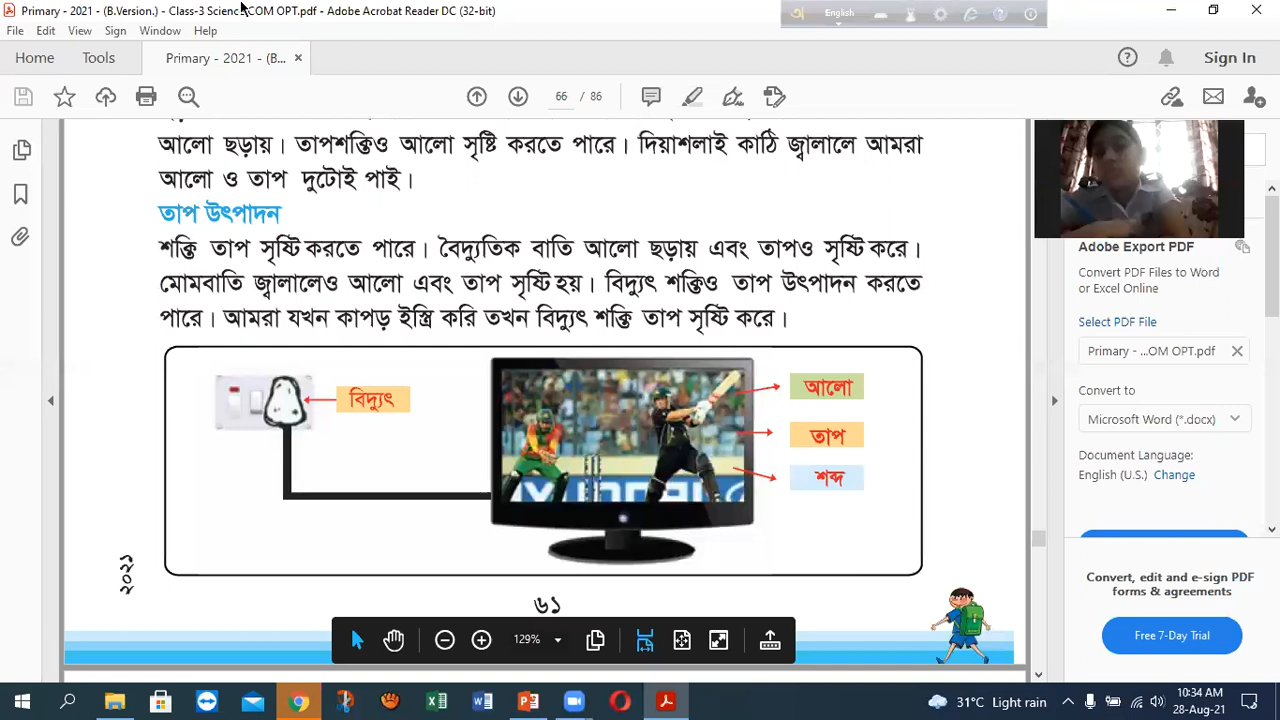 Primary - 2021 - (B.Version.) - Class-3 Science COM OPT.pdf - Adobe Acrobat Reader DC (32-bit)
অ English
File Edit View Sign Window Help
Home Tools Primary - 2021 - (B... × Sign In
66 / 86
আলো ছড়ায়। তাপশক্তিও আলো সৃষ্টি করতে পারে। দিয়াশলাই কাঠি জ্বালালে আমরা
আলো ও তাপ দুটোই পাই।
তাপ উৎপাদন
শক্তি তাপ সৃষ্টি করতে পারে। বৈদ্যুতিক বাতি আলো ছড়ায় এবং তাপও সৃষ্টি করে।
মোমবাতি জ্বালালেও আলো এবং তাপ সৃষ্টি হয়। বিদ্যুৎ শক্তিও তাপ উৎপাদন করতে
পারে। আমরা যখন কাপড় ইস্ত্রি করি তখন বিদ্যুৎ শক্তি তাপ সৃষ্টি করে।
বিদ্যুৎ
আলো
তাপ
শব্দ
২০২১
৬১
129%
Adobe Export PDF
Convert PDF Files to Word
or Excel Online
Select PDF File
Primary - ...OM OPT.pdf
Convert to
Microsoft Word (*.docx)
Document Language:
English (U.S.) Change
Convert, edit and e-sign PDF
forms & agreements
Free 7-Day Trial
31°C Light rain
10:34 AM
28-Aug-21